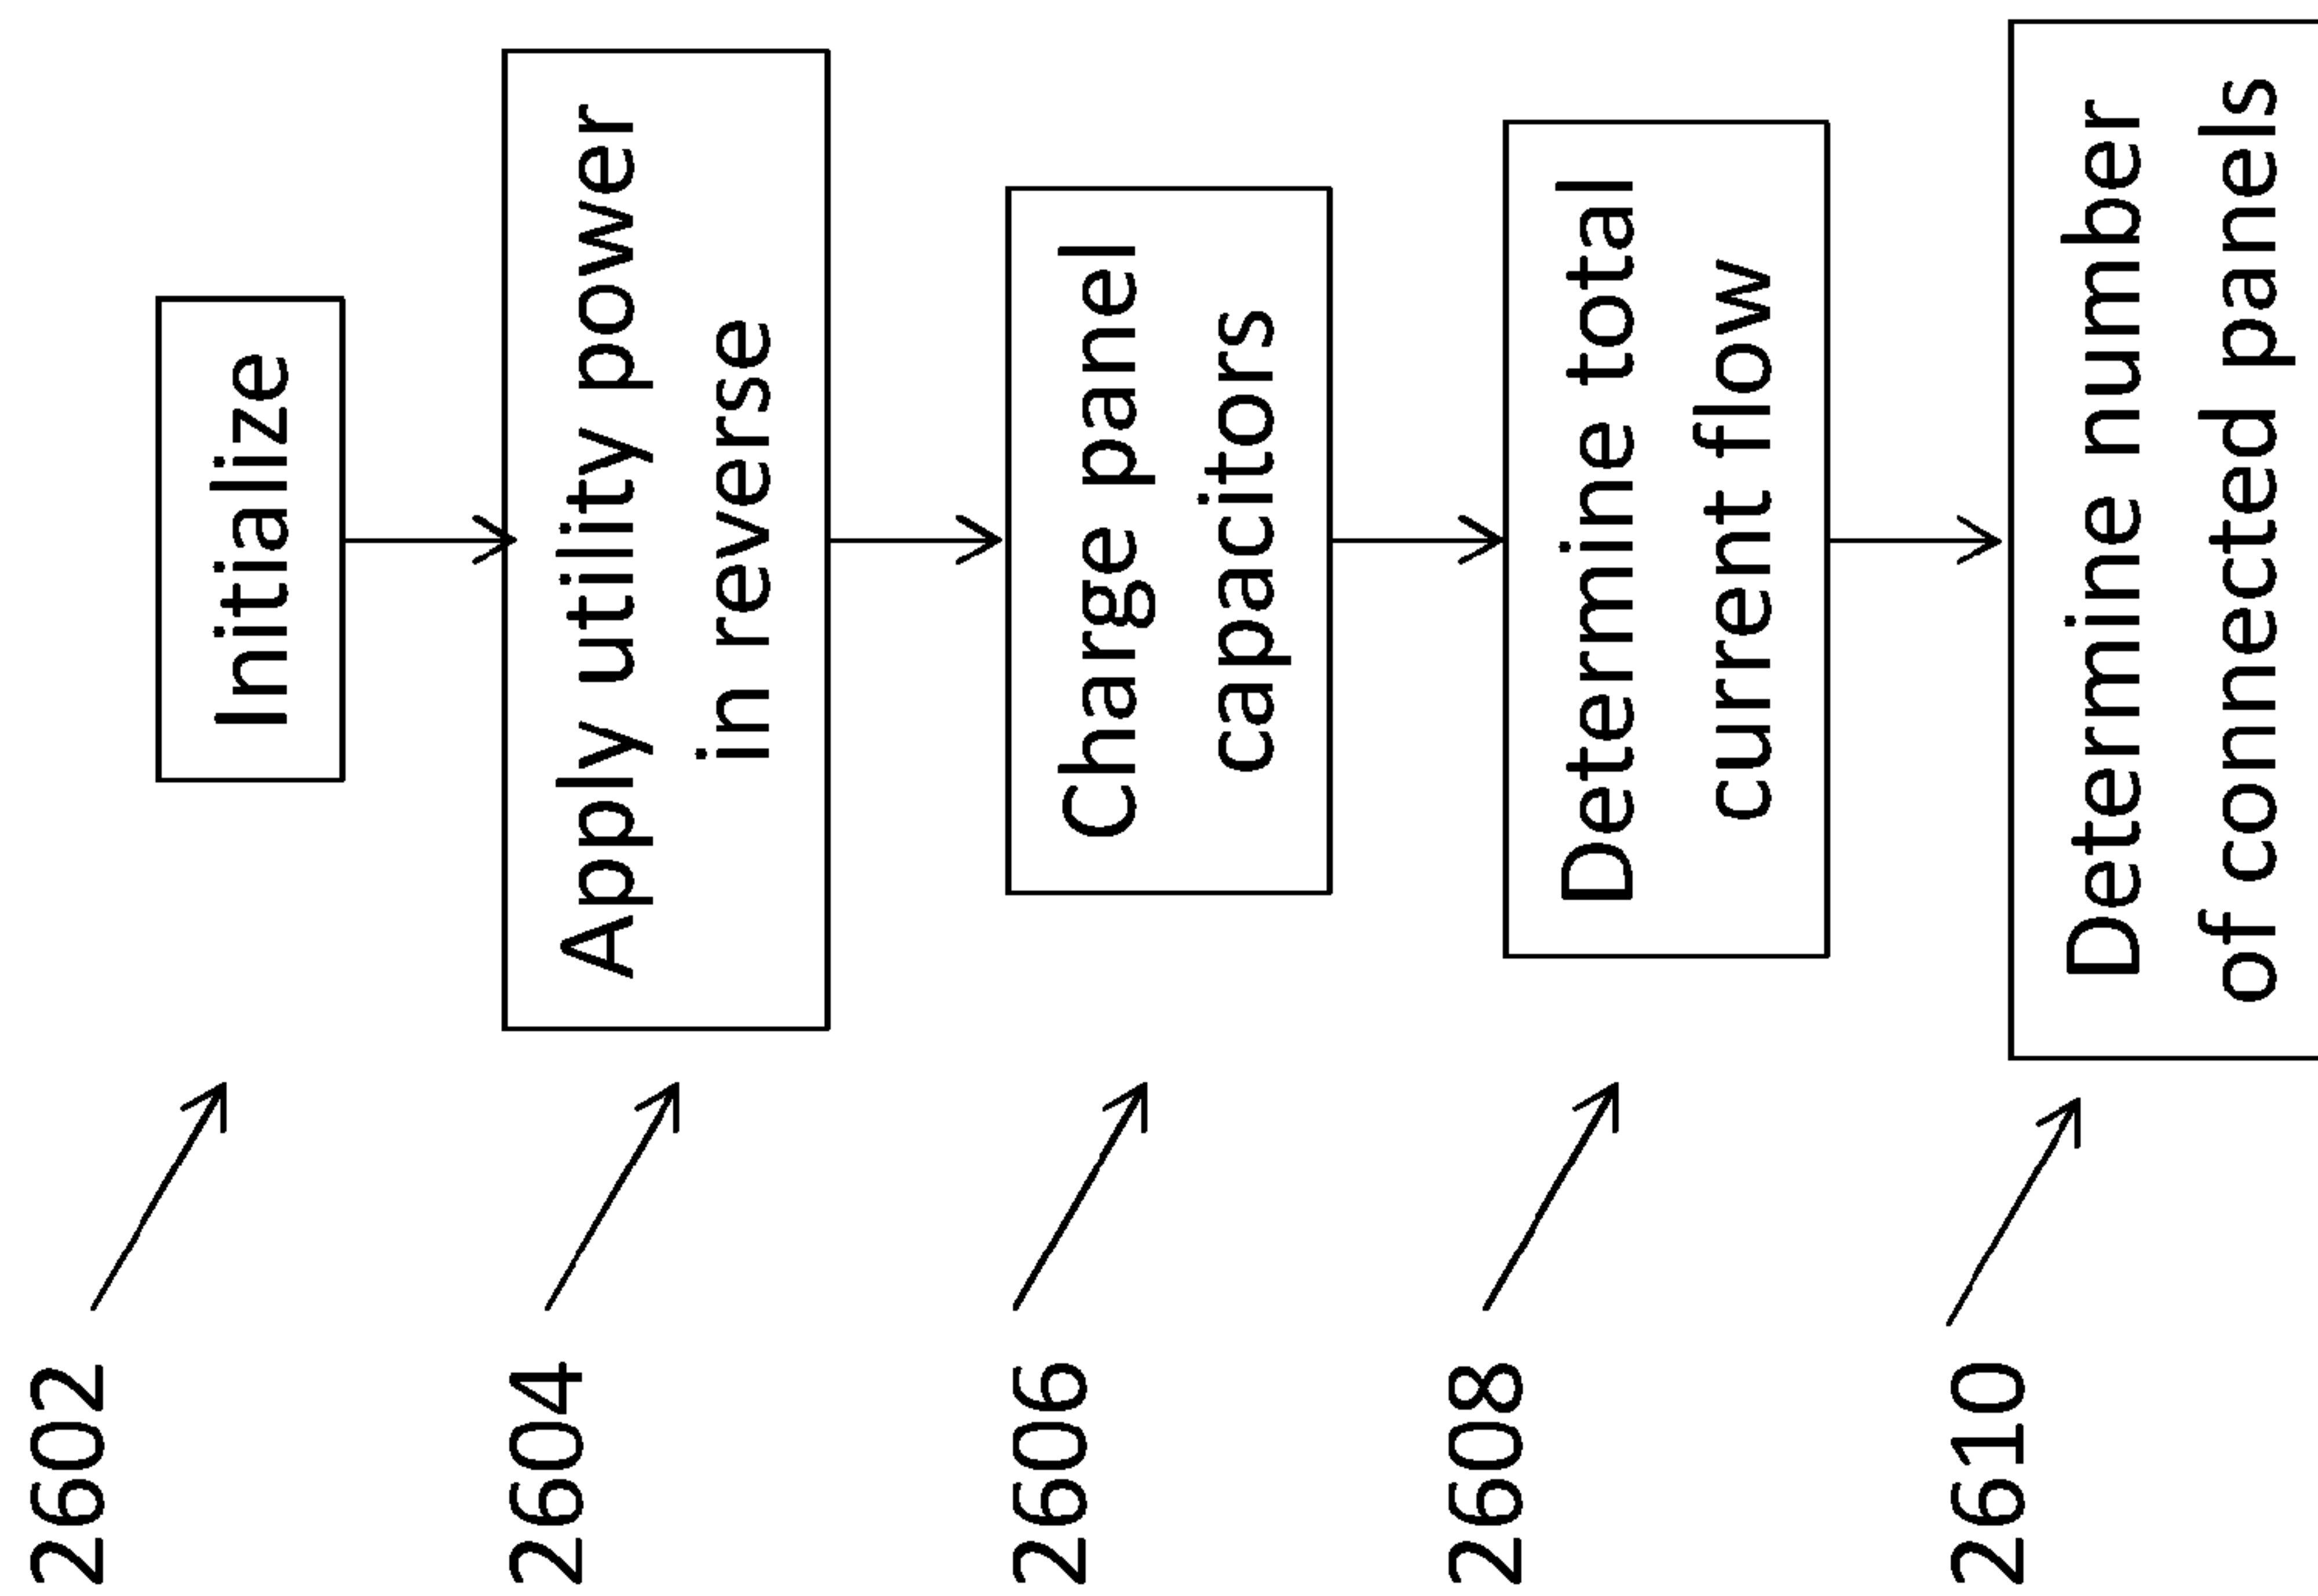 2602
Initialize
2604
Apply utility power
in reverse
2606
Charge panel
capacitors
2608
Determine total
current flow
2610
Determine number
of connected panels